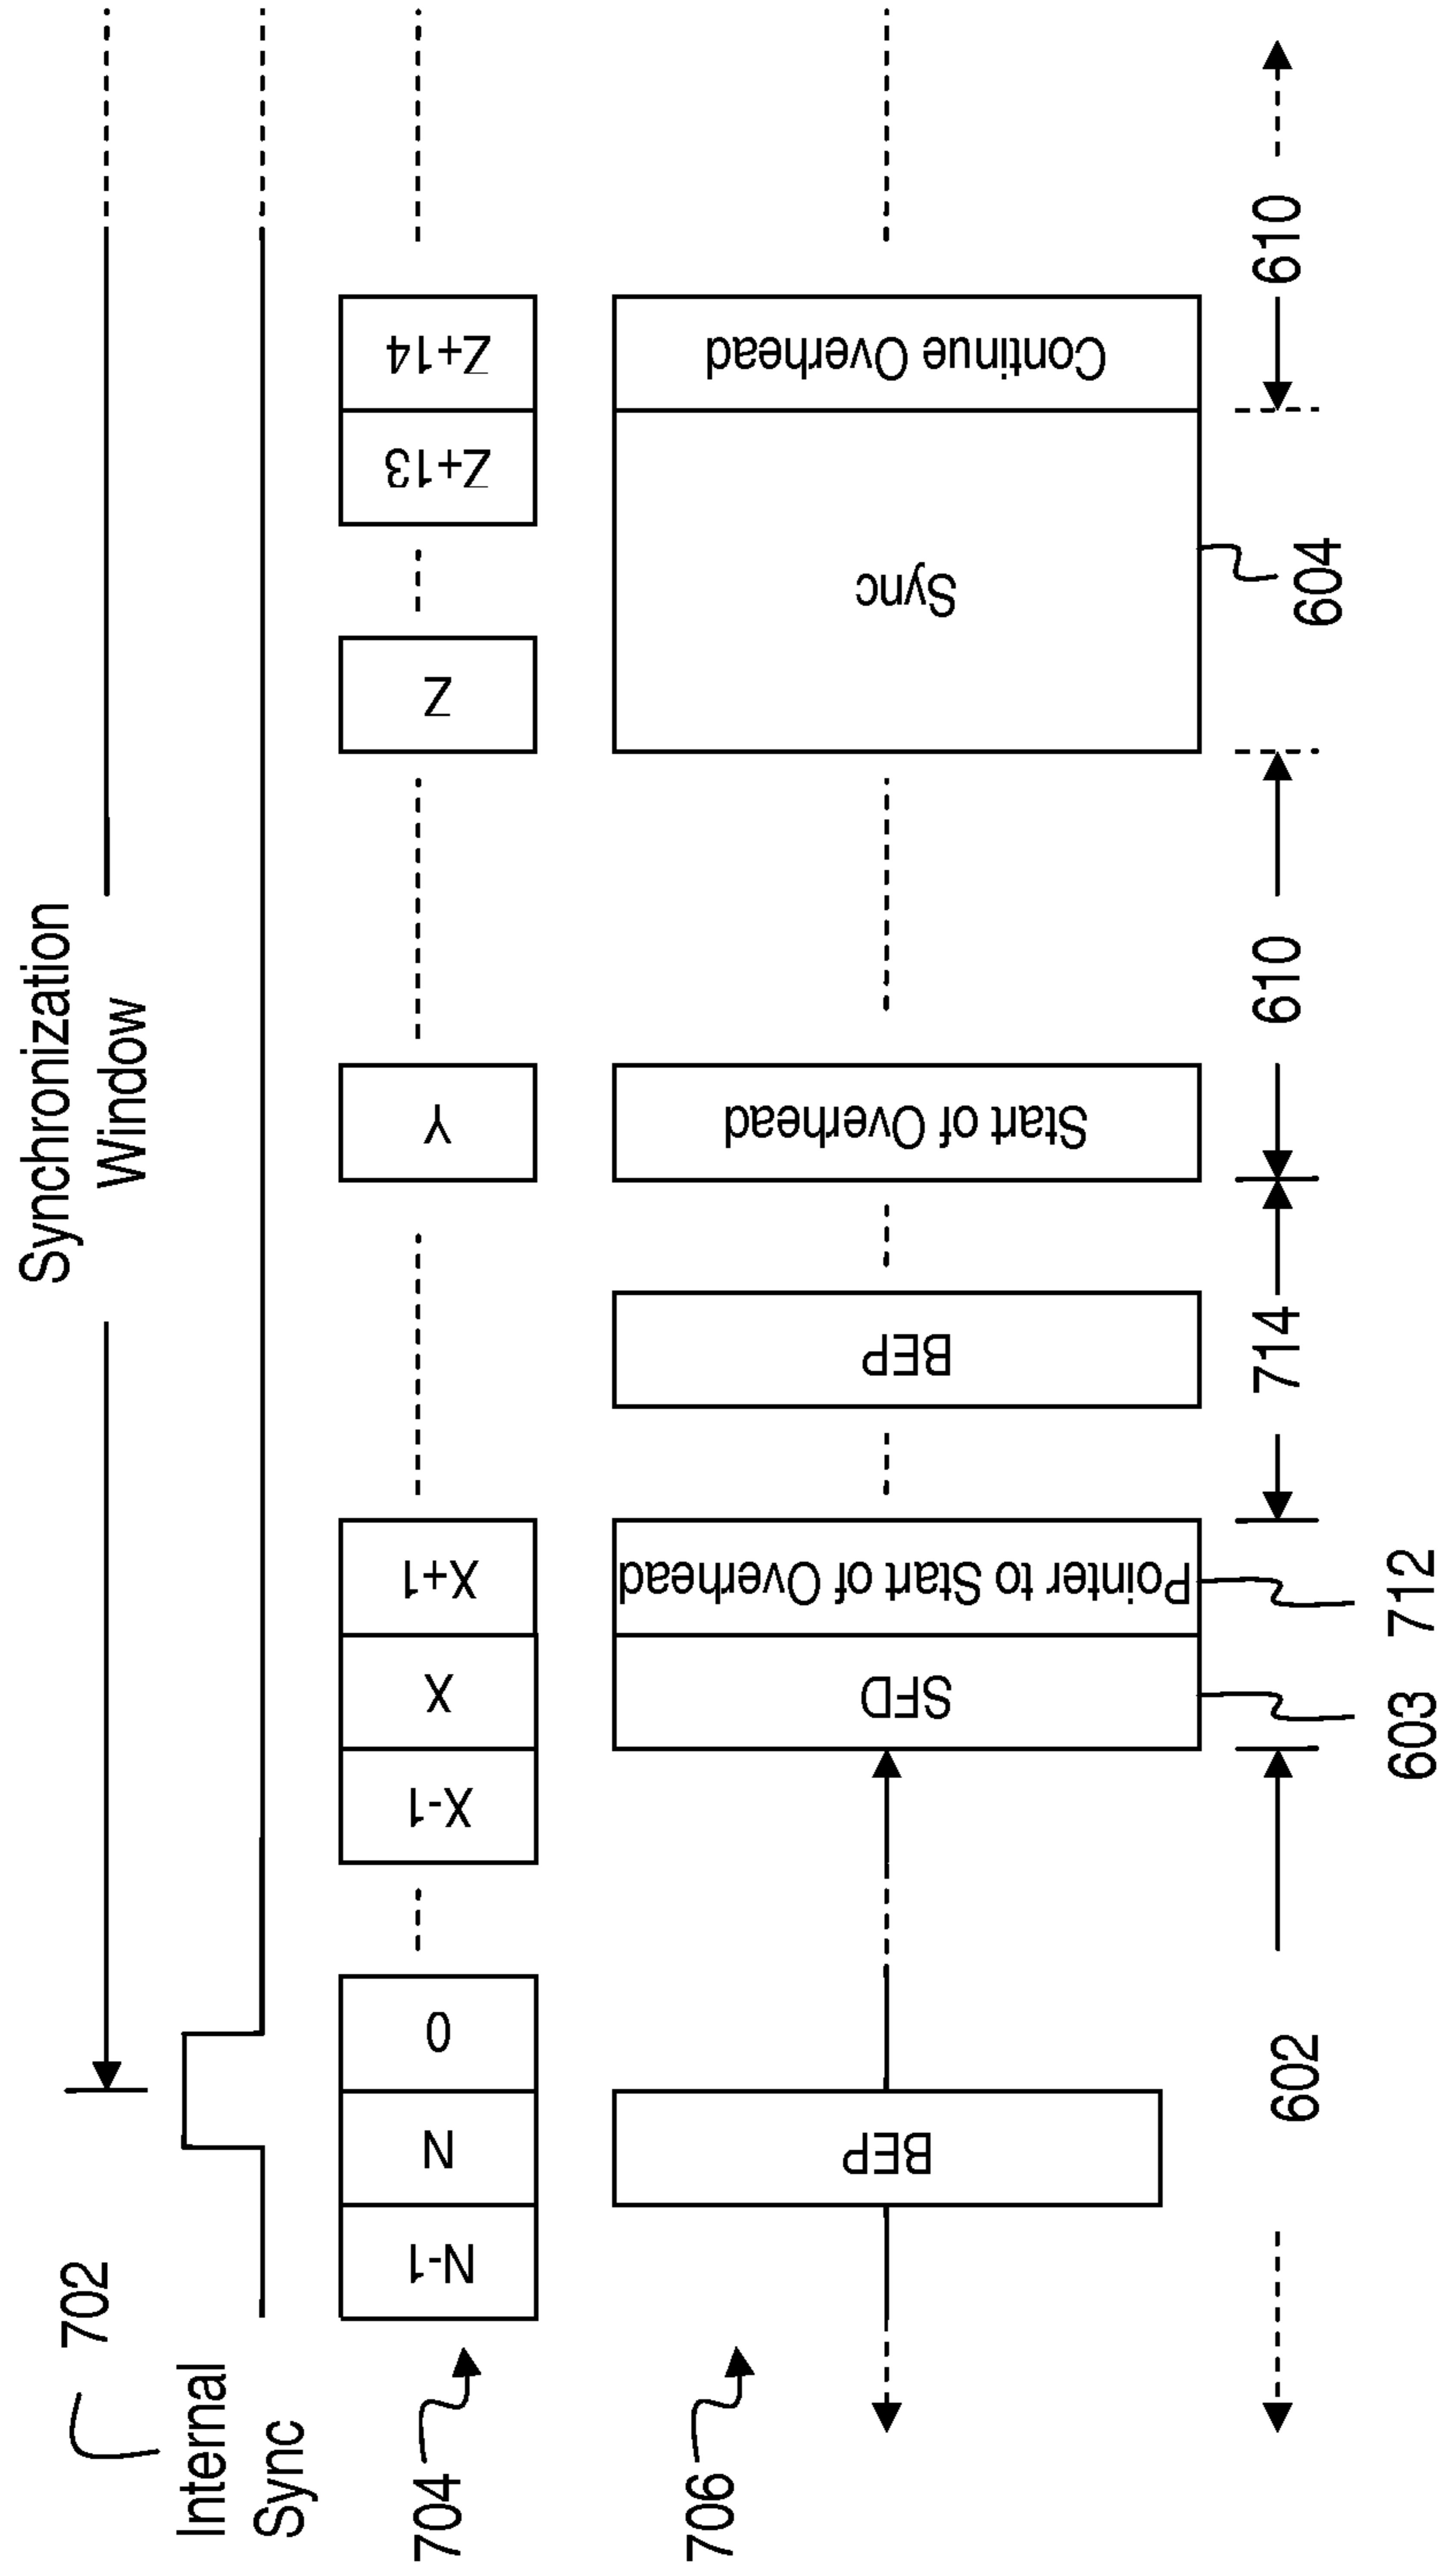 Synchronization
Window
702
Internal
Sync
704
N-1
N
0
X-1
X
X+1
Y
Z
Z+13
Z+14
706
BEP
SFD
Pointer to Start of Overhead
BEP
Start of Overhead
Sync
Continue Overhead
602
603
712
714
610
604
610